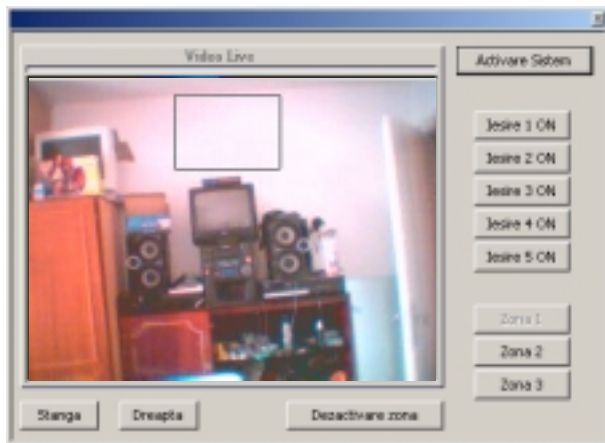 Video Live
Activare Sistem
Iesire 1 ON
Iesire 2 ON
Iesire 3 ON
Iesire 4 ON
Iesire 5 ON
Zona 1
Zona 2
Zona 3
Stanga
Dreapta
Dezactivare zona